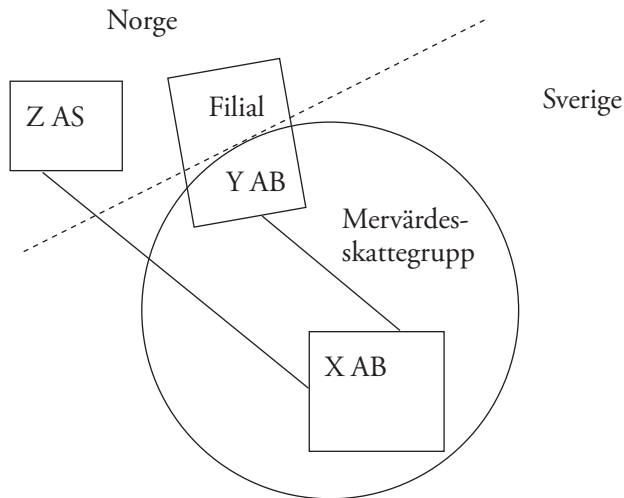 Norge
Z AS
Filial
Sverige
Y AB
Mervärdes-
skattegrupp
X AB